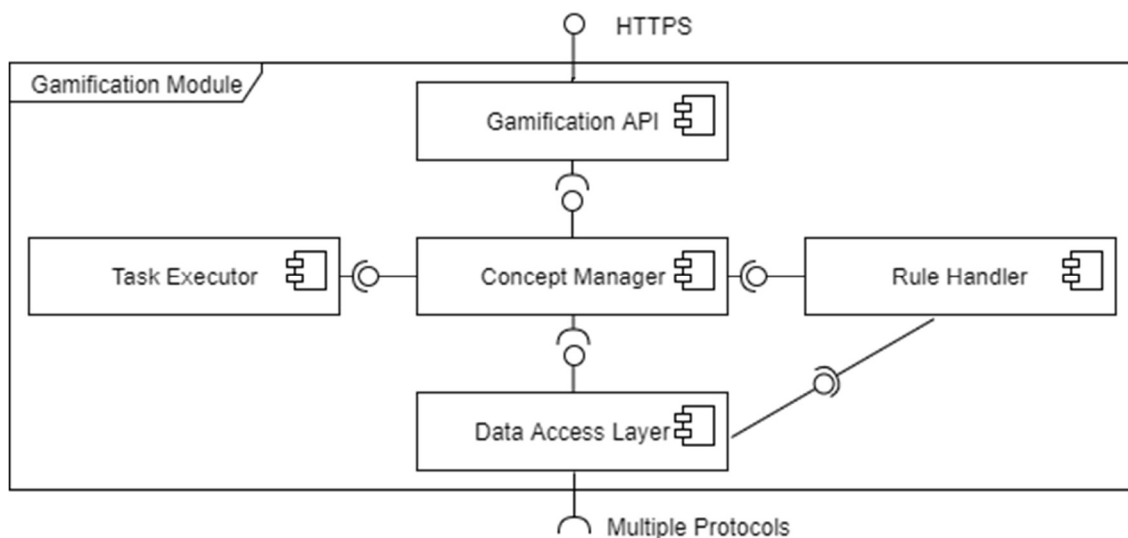 HTTPS
Gamification Module
Gamification API
Task Executor
Concept Manager
Rule Handler
Data Access Layer
Multiple Protocols